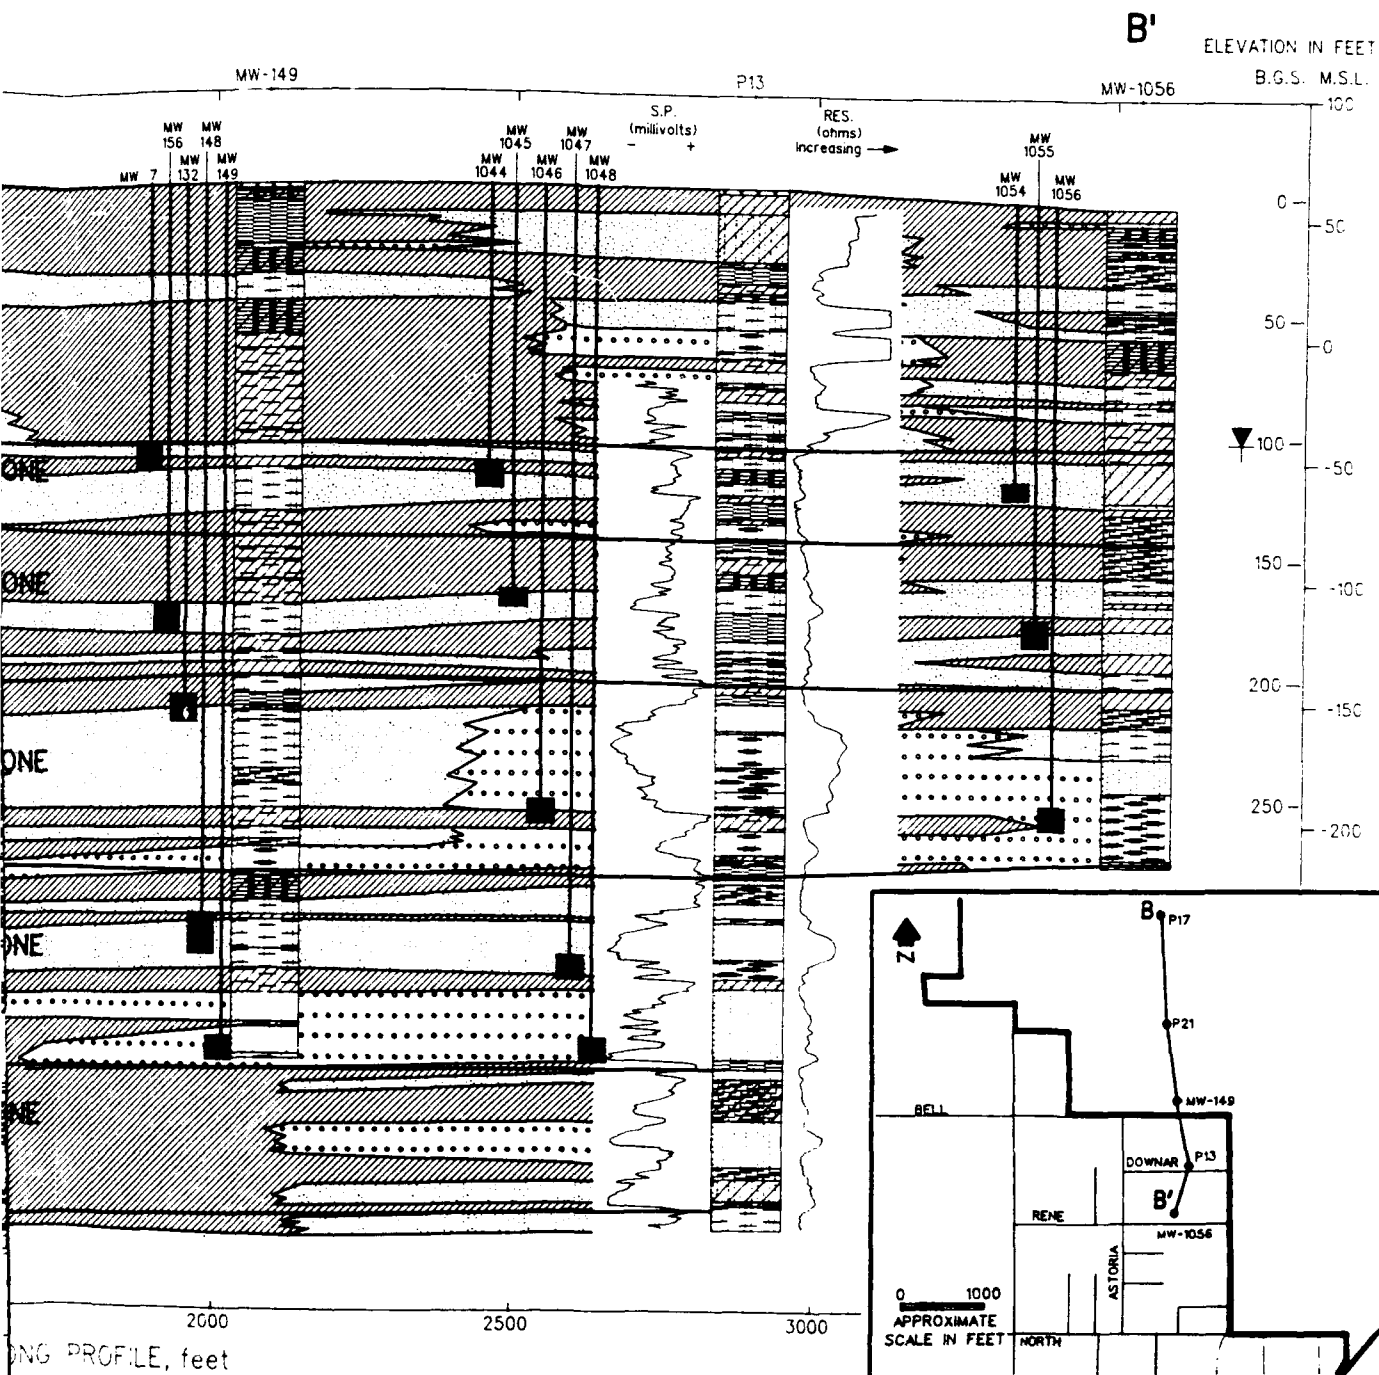 B'
ELEVATION IN FEET
B.G.S. M.S.L.
MW-149
P13
MW-1056
100
S.P.
(millivolts)
- +
RES.
(ohms)
Increasing
MW
156
MW
148
MW
132
MW
149
MW 7
MW
1045
MW
1047
MW
1044
MW
1046
MW
1048
MW
1055
MW
1054
MW
1056
0
50
50
0
100
-50
150
-100
200
-150
250
-200
ONE
ONE
ONE
ONE
ONE
B
P17
P21
MW-149
P13
B'
MW-1056
Z
BELL
DOWNAR
RENE
ASTORIA
NORTH
0 1000
APPROXIMATE
SCALE IN FEET
2000
2500
3000
ONG PROFILE, feet